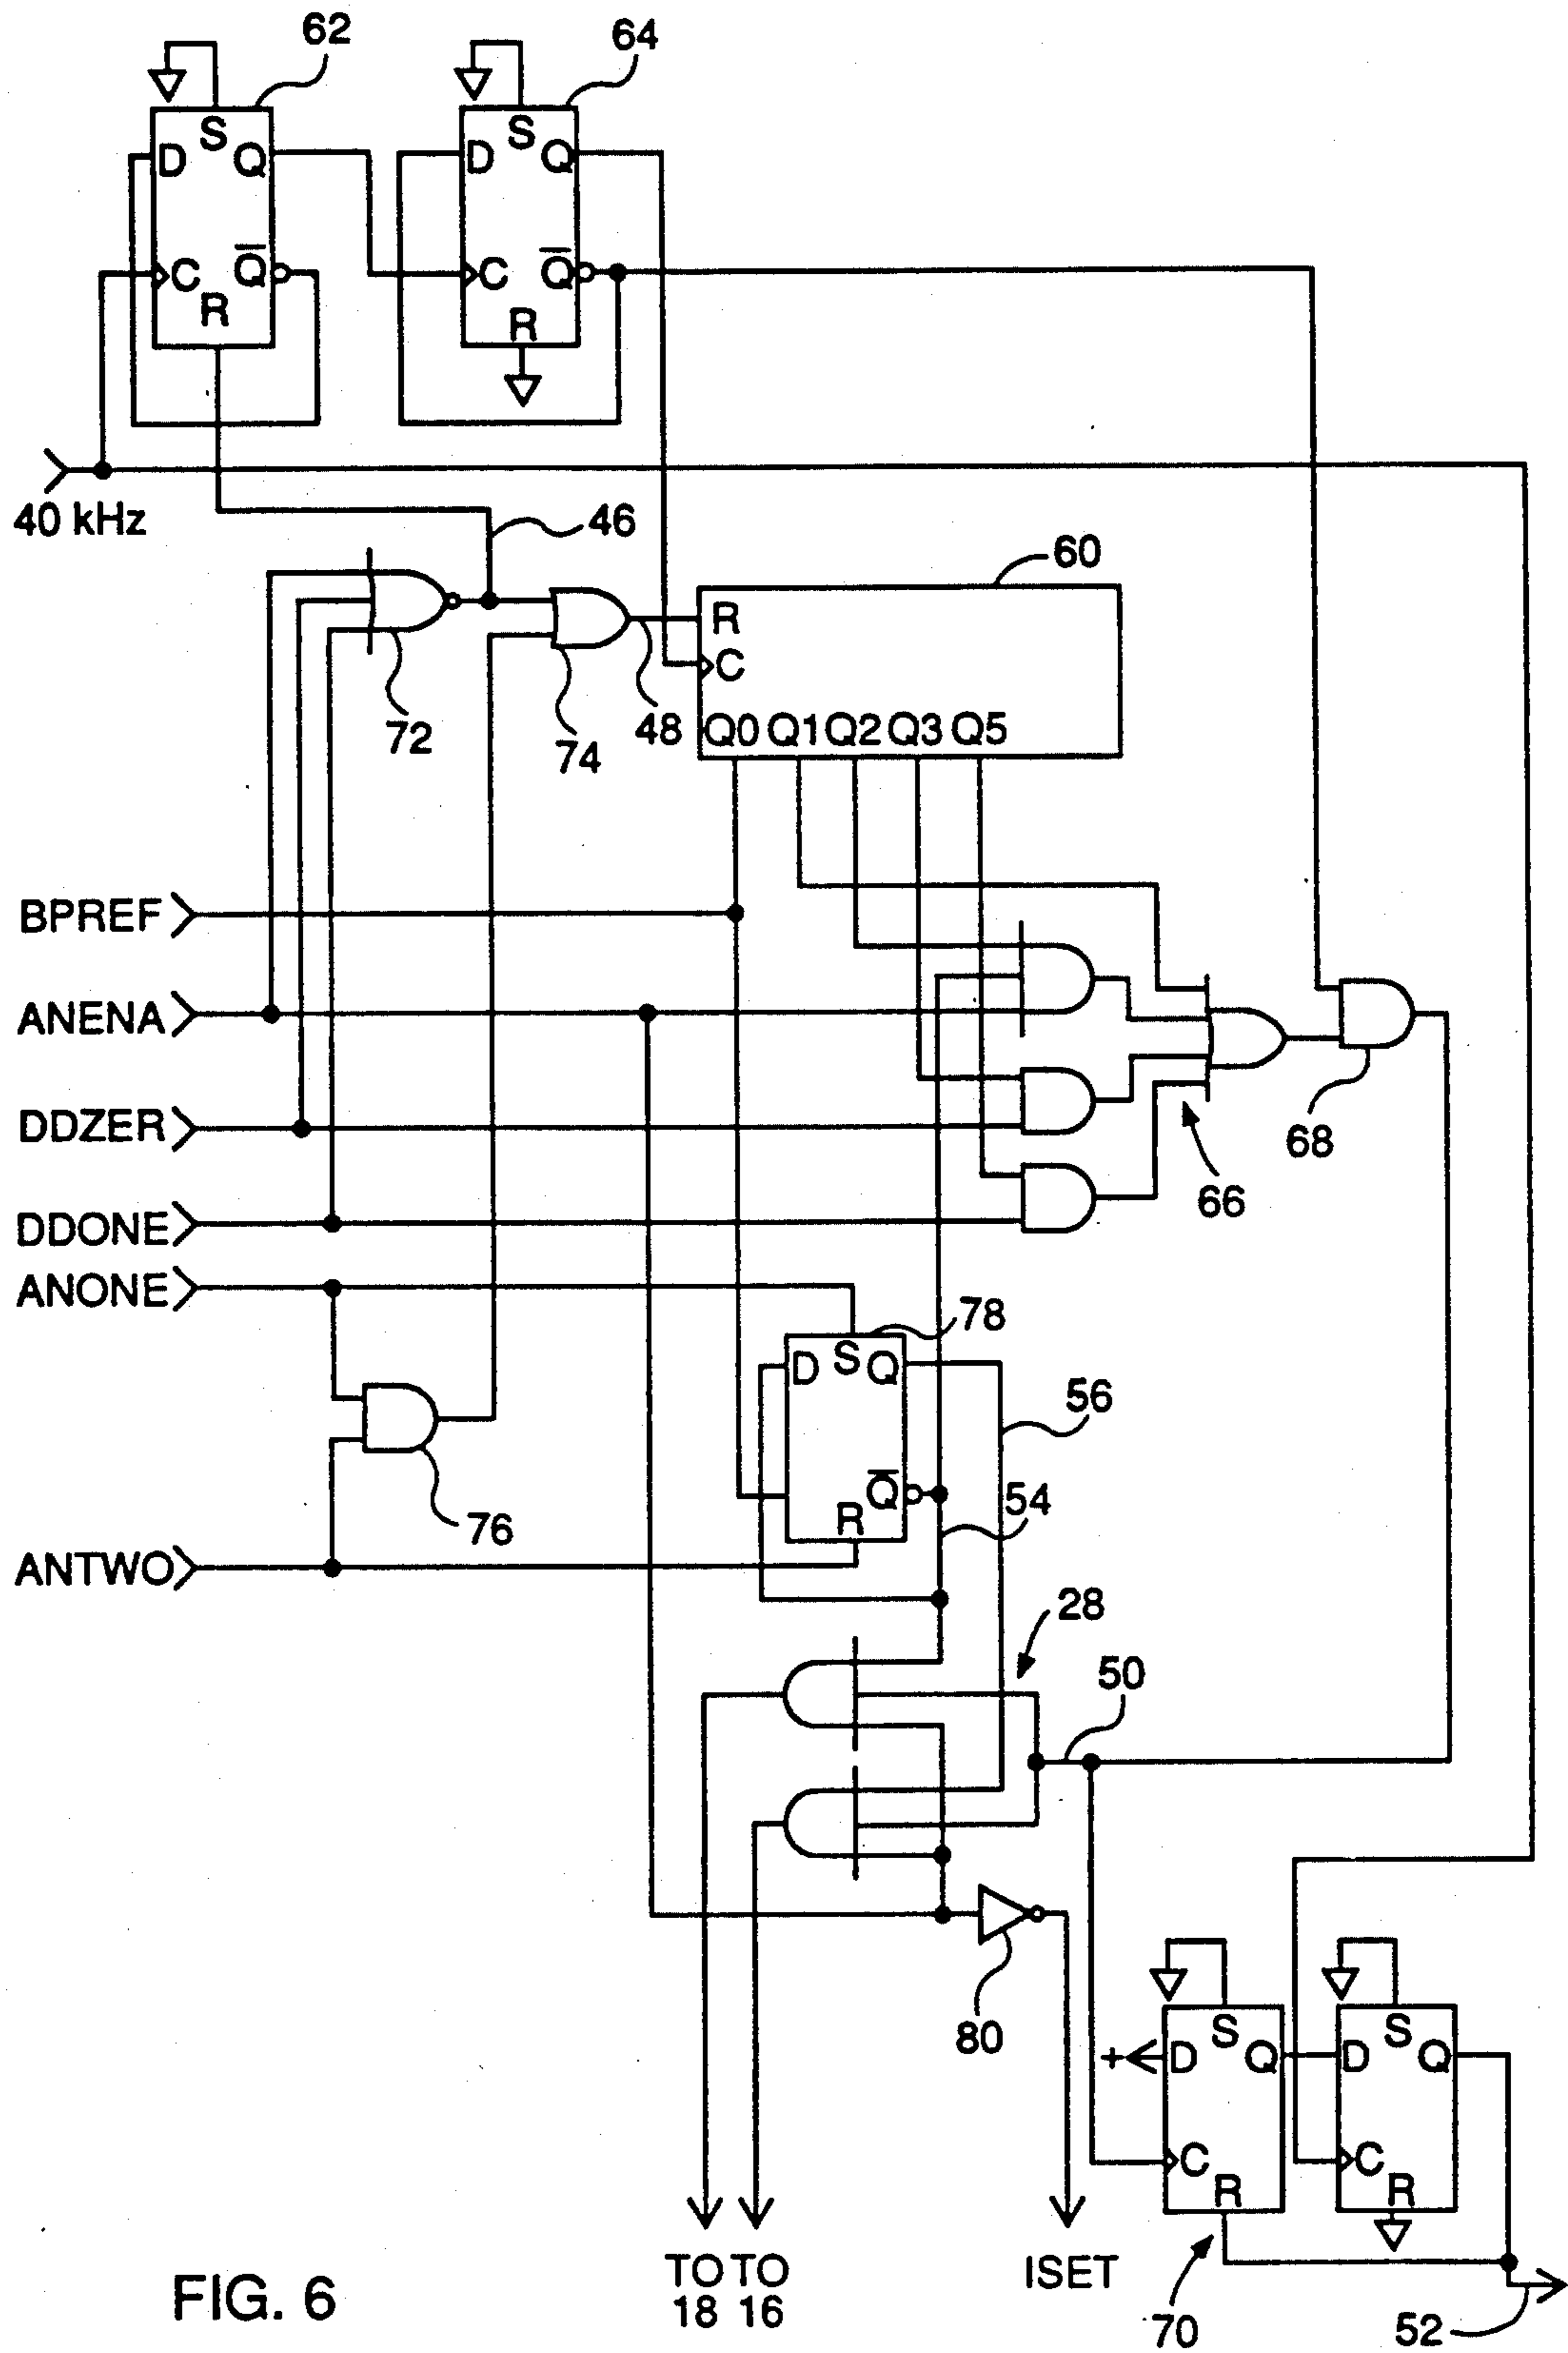 62
64
S
D Q
C Q̅
R
S
D Q
C Q̅
R
40 kHz
46
60
R
C
Q0 Q1 Q2 Q3 Q5
72
74
48
BPREF
ANENA
DDZER
DDONE
ANONE
ANTWO
66
68
78
S
D Q
Q̅
R
56
54
76
28
50
80
S
+ D Q
C
R
S
D Q
C
R
TO 18
TO 16
ISET
70
52
FIG. 6